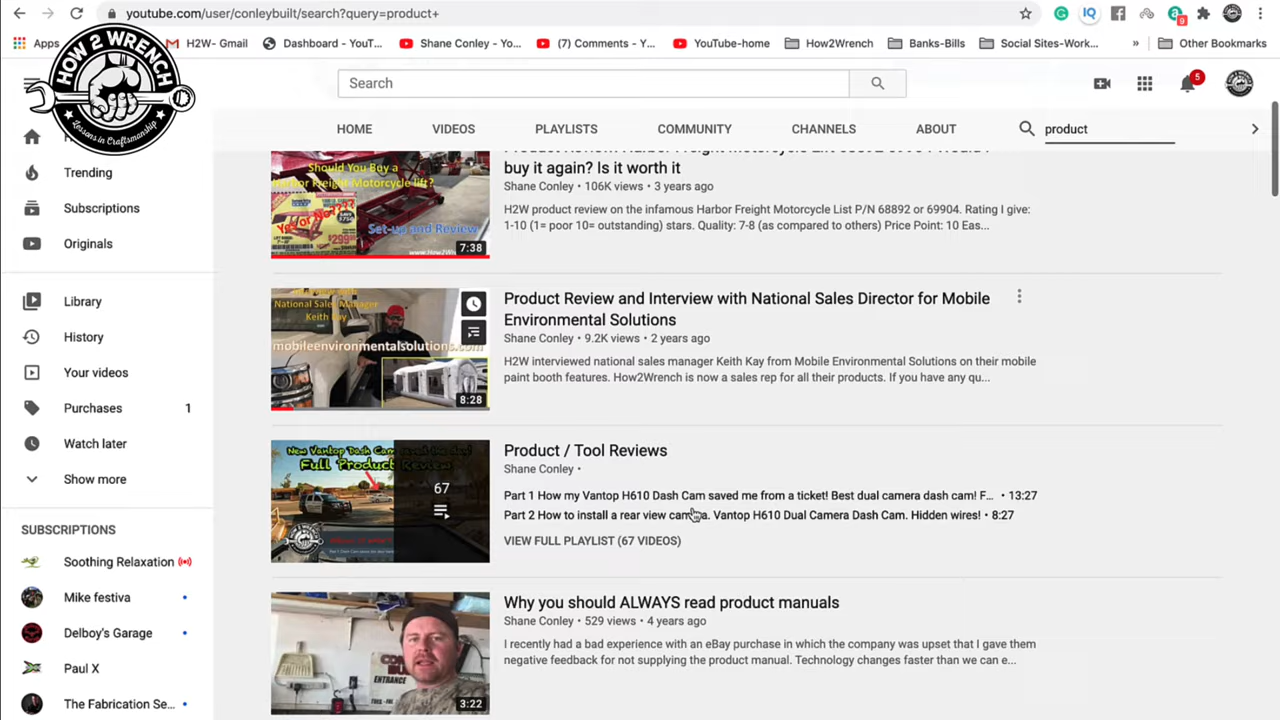 youtube.com/user/conleybuilt/search?query=product+
9
Apps
H2W- Gmail
Dashboard - YouT...
Shane Conley - Yo...
(7) Comments - Y...
YouTube-home
How2Wrench
Banks-Bills
Social Sites-Work...
»
Other Bookmarks
HOW 2 WRENCH
Lessons in Craftsmanship
Search
5
HOME
VIDEOS
PLAYLISTS
COMMUNITY
CHANNELS
ABOUT
product
Trending
Subscriptions
Originals
Library
History
Your videos
Purchases 1
Watch later
Show more
SUBSCRIPTIONS
Soothing Relaxation
Mike festiva
Delboy's Garage
Paul X
The Fabrication Se...
Should You Buy a
Harbor Freight Motorcycle lift?
Yes or No???
Set-up and Review
7:38
buy it again? Is it worth it
Shane Conley • 106K views • 3 years ago
H2W product review on the infamous Harbor Freight Motorcycle List P/N 68892 or 69904. Rating I give:
1-10 (1= poor 10= outstanding) stars. Quality: 7-8 (as compared to others) Price Point: 10 Eas...
National Sales Manager
Keith Kay
mobileenvironmentalsolutions.com
8:28
Product Review and Interview with National Sales Director for Mobile
Environmental Solutions
Shane Conley • 9.2K views • 2 years ago
H2W interviewed national sales manager Keith Kay from Mobile Environmental Solutions on their mobile
paint booth features. How2Wrench is now a sales rep for all their products. If you have any qu...
New Vantop Dash Cam saved the day!
Full Product Review
67
Product / Tool Reviews
Shane Conley •
Part 1 How my Vantop H610 Dash Cam saved me from a ticket! Best dual camera dash cam! F... • 13:27
Part 2 How to install a rear view camera. Vantop H610 Dual Camera Dash Cam. Hidden wires! • 8:27
VIEW FULL PLAYLIST (67 VIDEOS)
ENTRANCE
3:22
Why you should ALWAYS read product manuals
Shane Conley • 529 views • 4 years ago
I recently had a bad experience with an eBay purchase in which the company was upset that I gave them
negative feedback for not supplying the product manual. Technology changes faster than we can e...